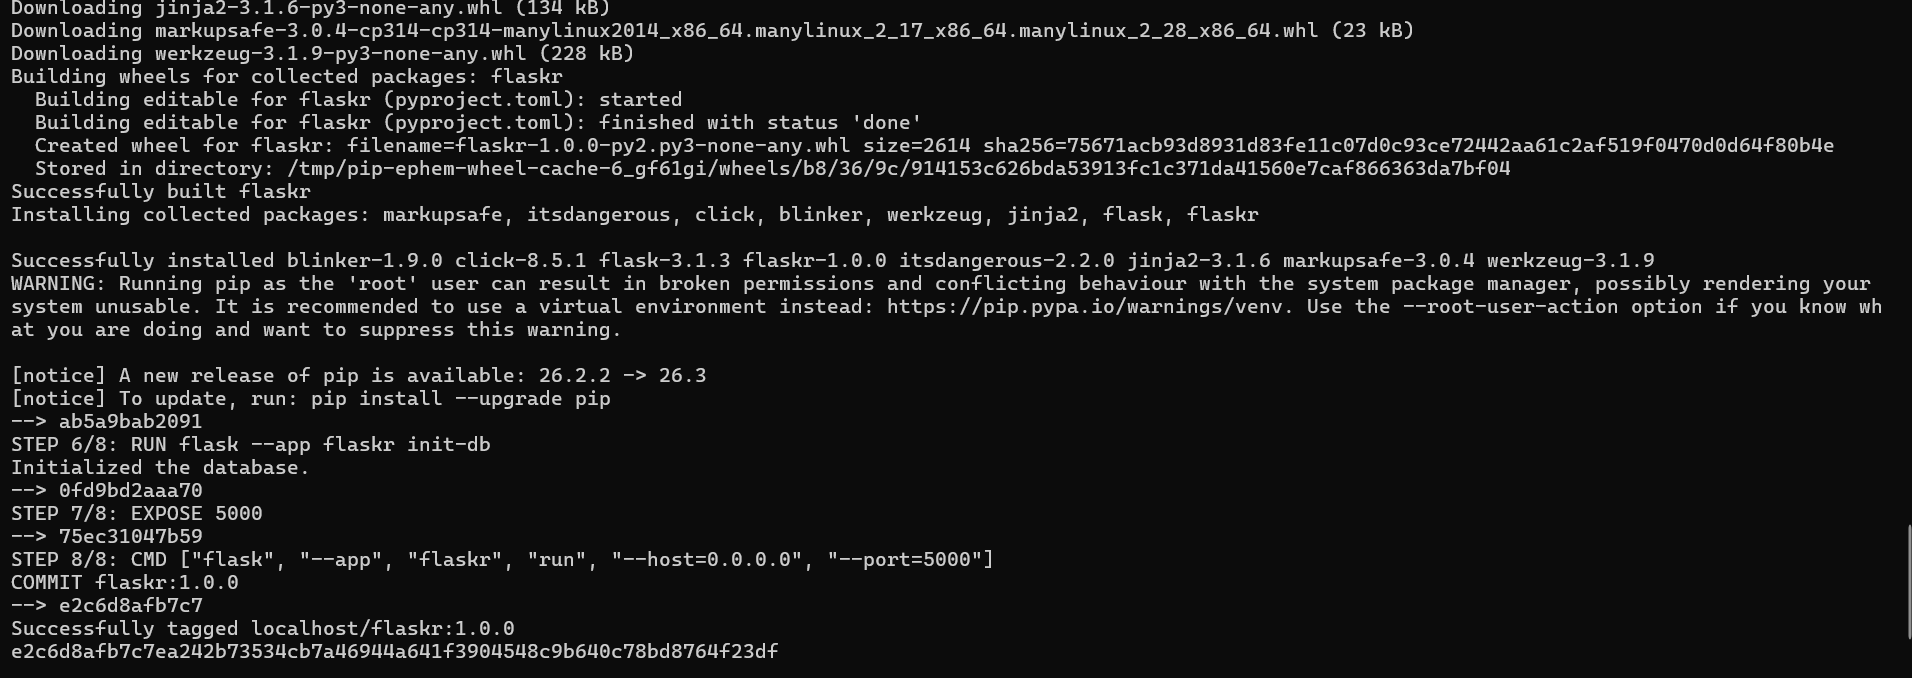 Downloading jinja2-3.1.6-py3-none-any.whl (134 kB)
Downloading markupsafe-3.0.4-cp314-cp314-manylinux2014_x86_64.manylinux_2_17_x86_64.manylinux_2_28_x86_64.whl (23 kB)
Downloading werkzeug-3.1.9-py3-none-any.whl (228 kB)
Building wheels for collected packages: flaskr
  Building editable for flaskr (pyproject.toml): started
  Building editable for flaskr (pyproject.toml): finished with status 'done'
  Created wheel for flaskr: filename=flaskr-1.0.0-py2.py3-none-any.whl size=2614 sha256=75671acb93d8931d83fe11c07d0c93ce72442aa61c2af519f0470d0d64f80b4e
  Stored in directory: /tmp/pip-ephem-wheel-cache-6_gf61gi/wheels/b8/36/9c/914153c626bda53913fc1c371da41560e7caf866363da7bf04
Successfully built flaskr
Installing collected packages: markupsafe, itsdangerous, click, blinker, werkzeug, jinja2, flask, flaskr

Successfully installed blinker-1.9.0 click-8.5.1 flask-3.1.3 flaskr-1.0.0 itsdangerous-2.2.0 jinja2-3.1.6 markupsafe-3.0.4 werkzeug-3.1.9
WARNING: Running pip as the 'root' user can result in broken permissions and conflicting behaviour with the system package manager, possibly rendering your
system unusable. It is recommended to use a virtual environment instead: https://pip.pypa.io/warnings/venv. Use the --root-user-action option if you know wh
at you are doing and want to suppress this warning.

[notice] A new release of pip is available: 26.2.2 -> 26.3
[notice] To update, run: pip install --upgrade pip
--> ab5a9bab2091
STEP 6/8: RUN flask --app flaskr init-db
Initialized the database.
--> 0fd9bd2aaa70
STEP 7/8: EXPOSE 5000
--> 75ec31047b59
STEP 8/8: CMD ["flask", "--app", "flaskr", "run", "--host=0.0.0.0", "--port=5000"]
COMMIT flaskr:1.0.0
--> e2c6d8afb7c7
Successfully tagged localhost/flaskr:1.0.0
e2c6d8afb7c7ea242b73534cb7a46944a641f3904548c9b640c78bd8764f23df